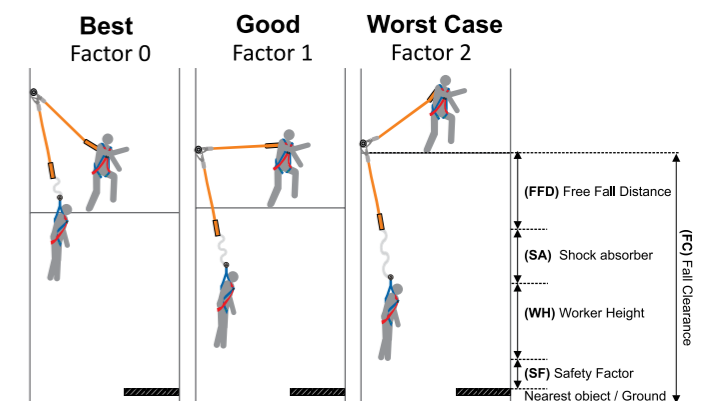 Best
Factor 0
Good
Factor 1
Worst Case
Factor 2
(FFD) Free Fall Distance
(SA) Shock absorber
(WH) Worker Height
(SF) Safety Factor
Nearest object / Ground
(FC) Fall Clearance